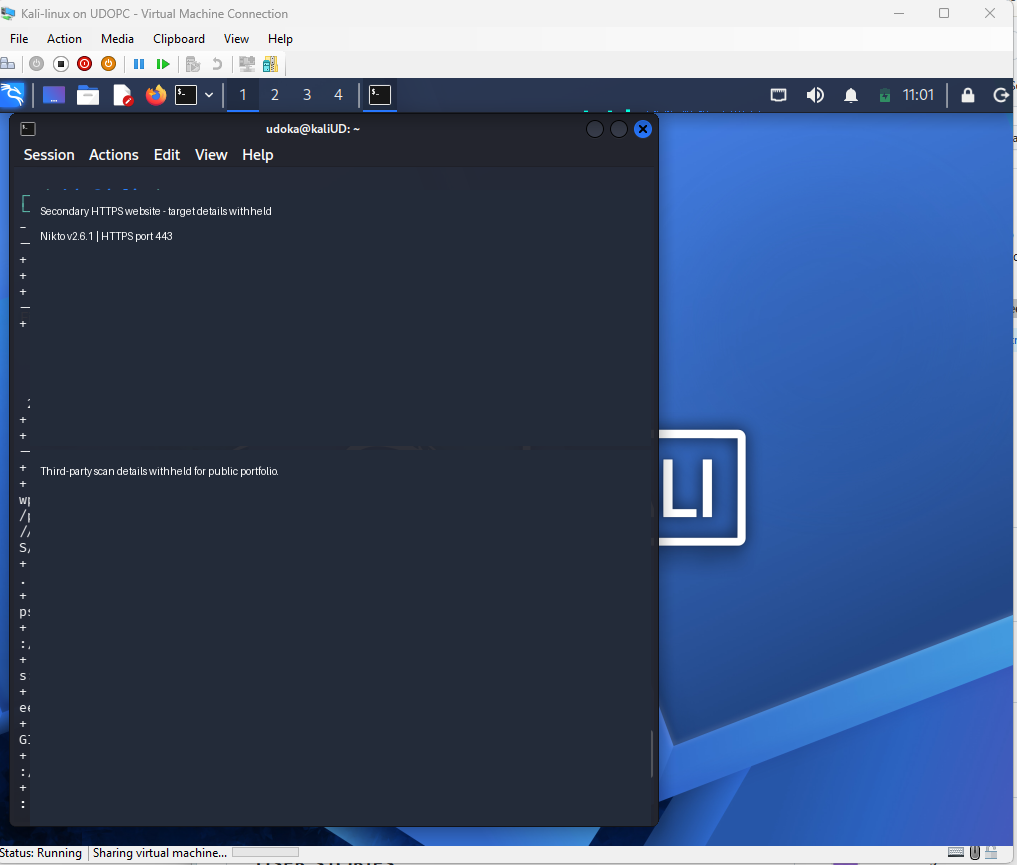 Kali-linux on UDOPC - Virtual Machine Connection
File Action Media Clipboard View Help
1 2 3 4 11:01
udoka@kaliUD: ~
Session Actions Edit View Help
Secondary HTTPS website - target details withheld
-
Nikto v2.6.1 | HTTPS port 443
—
+
+
+
—
+
+
+
—
+
Third-party scan details withheld for public portfolio.
+
S/
+
.
+
+
:/
+
s
+
+
+
:/
+
:
LI
Status: Running Sharing virtual machine...